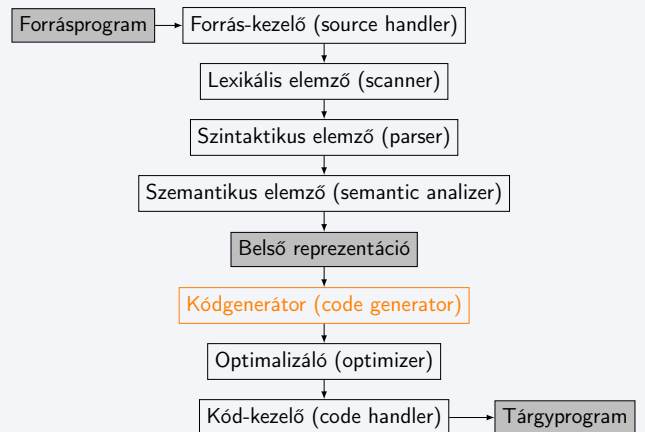 Forrásprogram
Forrás-kezelő (source handler)
Lexikális elemző (scanner)
Szintaktikus elemző (parser)
Szemantikus elemző (semantic analizer)
Belső reprezentáció
Kódgenerátor (code generator)
Optimalizáló (optimizer)
Kód-kezelő (code handler)
Tárgyprogram